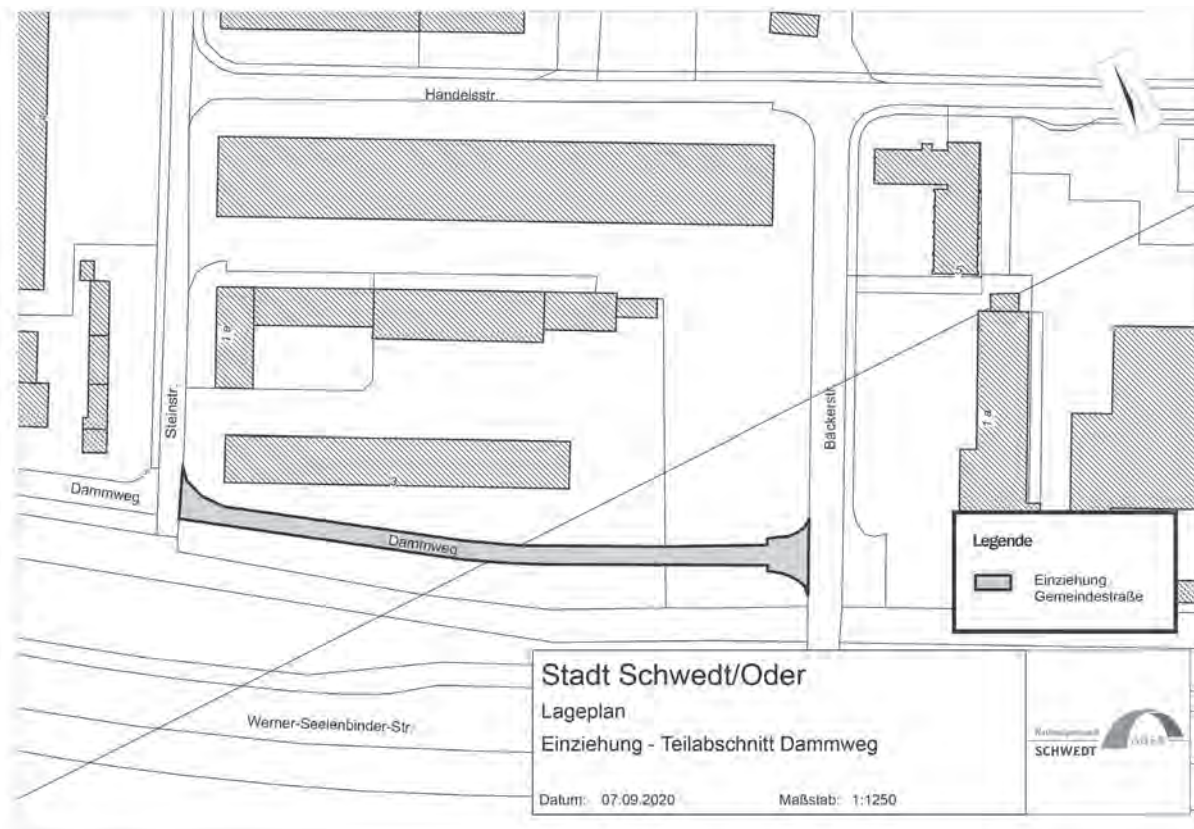 Handelsstr.
1 a
5
Steinstr.
Bäckerstr.
1 a
3
Dammweg
Dammweg
Legende
Einziehung
Gemeindestraße
Werner-Seelenbinder-Str.
Stadt Schwedt/Oder
Lageplan
Einziehung - Teilabschnitt Dammweg
Datum: 07.09.2020
Maßstab: 1:1250
SCHWEDT